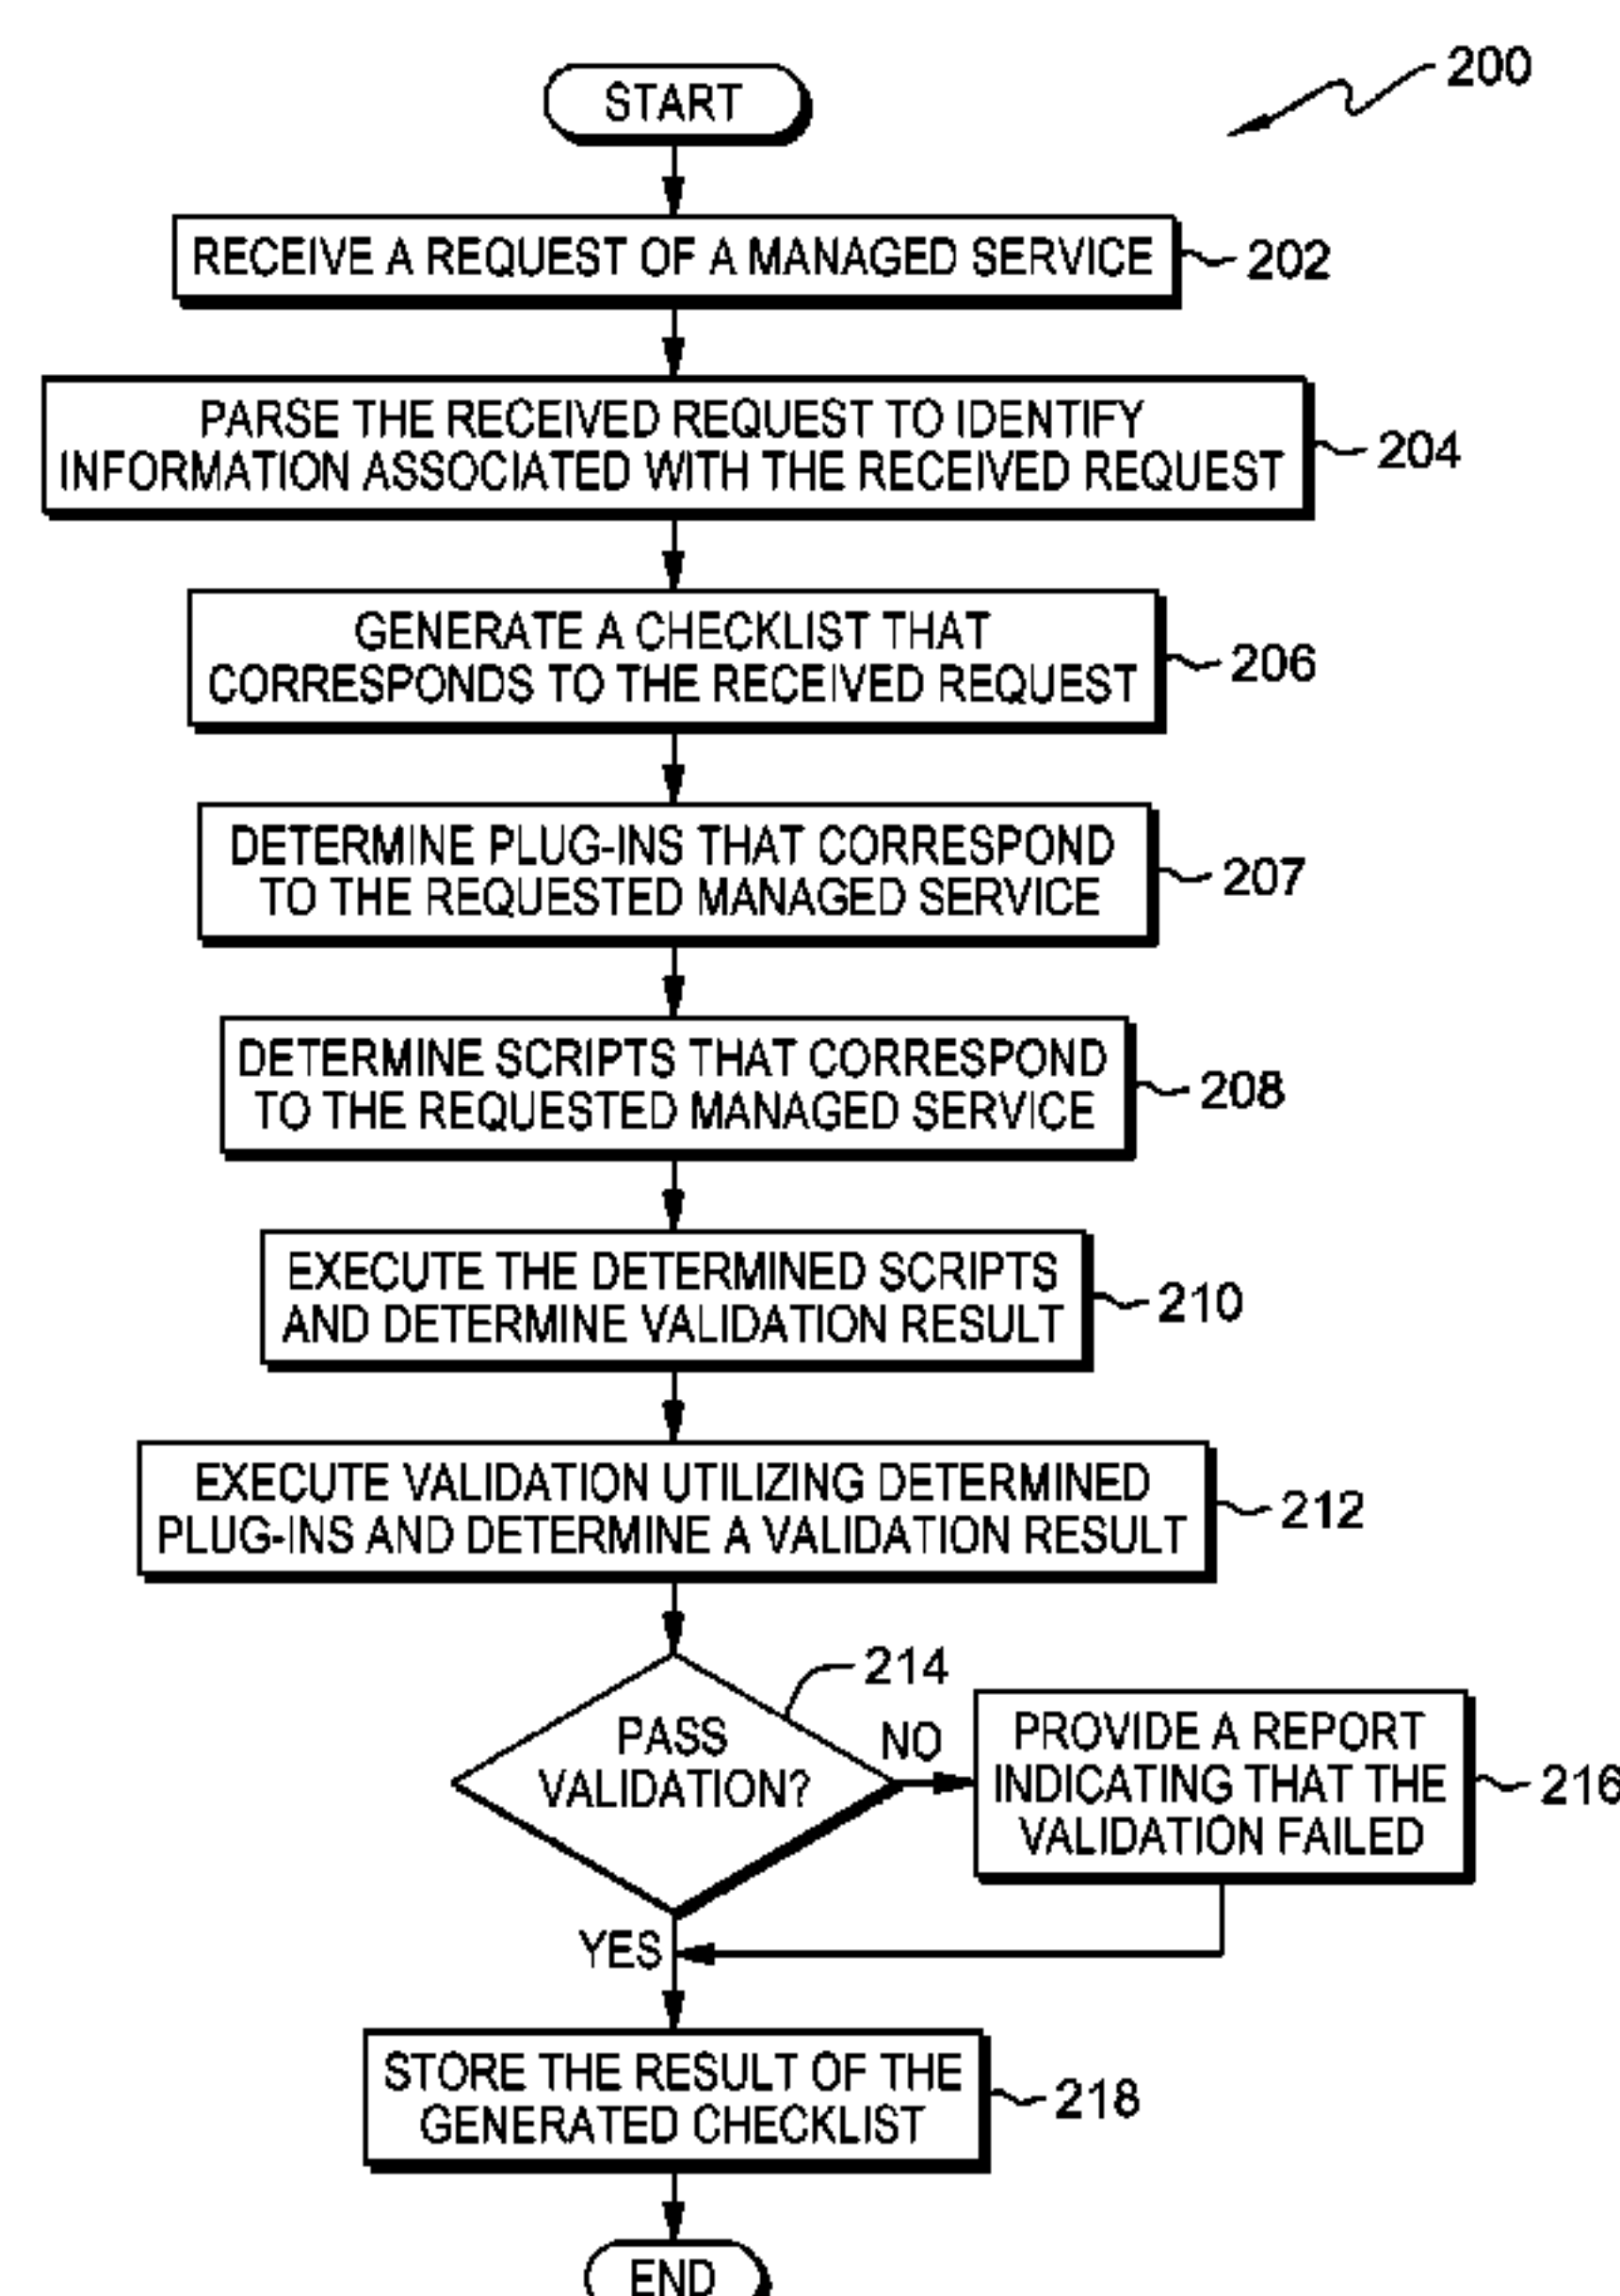 200
START
RECEIVE A REQUEST OF A MANAGED SERVICE
202
PARSE THE RECEIVED REQUEST TO IDENTIFY
INFORMATION ASSOCIATED WITH THE RECEIVED REQUEST
204
GENERATE A CHECKLIST THAT
CORRESPONDS TO THE RECEIVED REQUEST
206
DETERMINE PLUG-INS THAT CORRESPOND
TO THE REQUESTED MANAGED SERVICE
207
DETERMINE SCRIPTS THAT CORRESPOND
TO THE REQUESTED MANAGED SERVICE
208
EXECUTE THE DETERMINED SCRIPTS
AND DETERMINE VALIDATION RESULT
210
EXECUTE VALIDATION UTILIZING DETERMINED
PLUG-INS AND DETERMINE A VALIDATION RESULT
212
214
PASS
VALIDATION?
NO
PROVIDE A REPORT
INDICATING THAT THE
VALIDATION FAILED
216
YES
STORE THE RESULT OF THE
GENERATED CHECKLIST
218
END